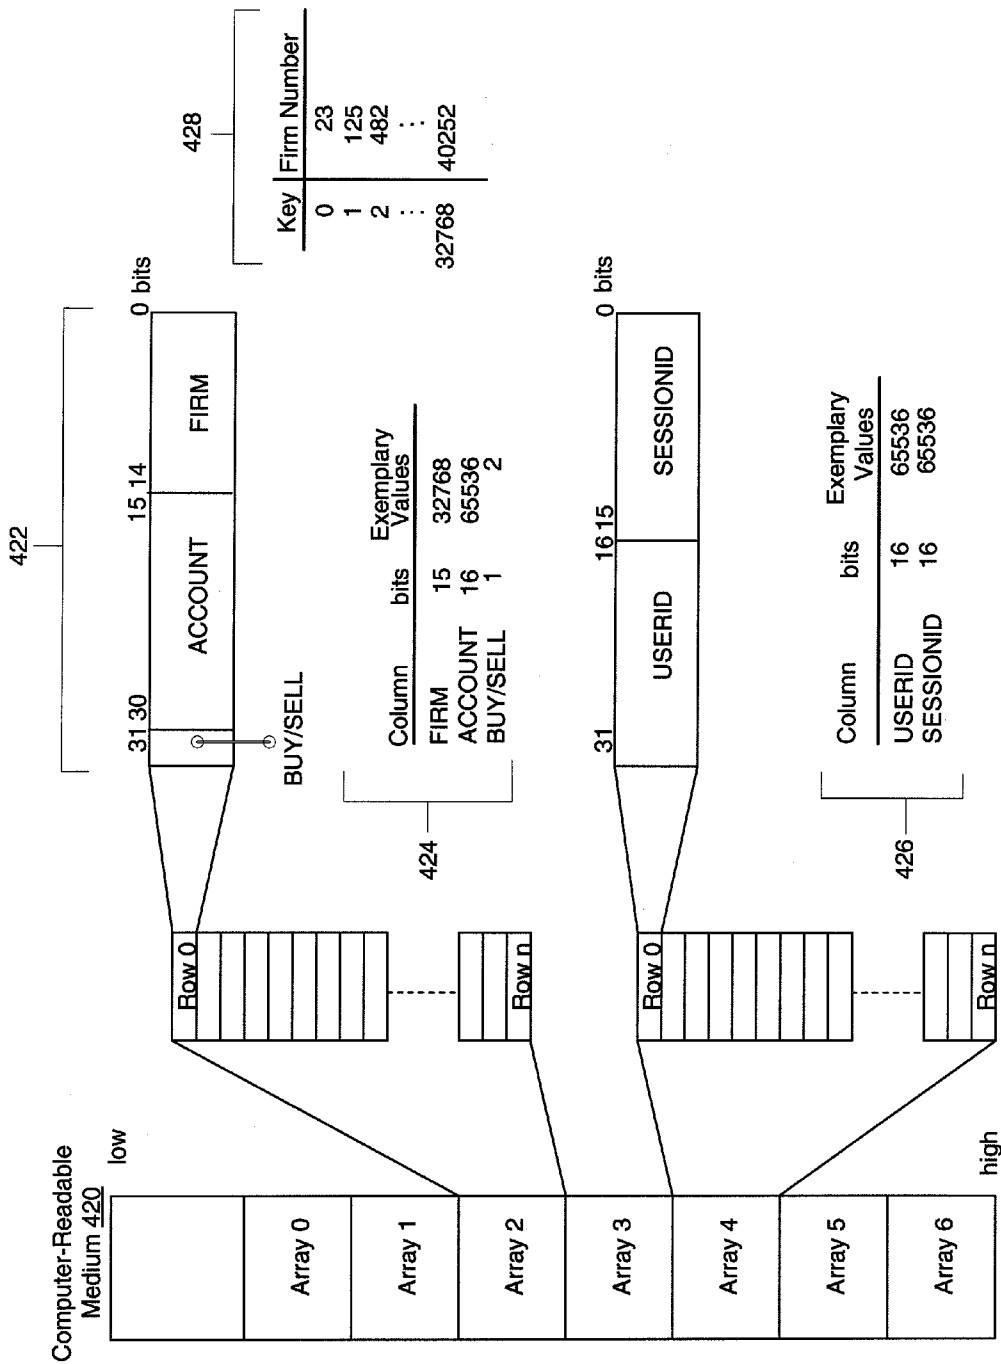 Computer-Readable
Medium 420
low
Array 0
Array 1
Array 2
Array 3
Array 4
Array 5
Array 6
high
Row 0
Row n
Row 0
Row n
422
31 30 15 14 0 bits
ACCOUNT FIRM
BUY/SELL
424
Column bits Exemplary
Values
FIRM 15 32768
ACCOUNT 16 65536
BUY/SELL 1 2
428
Key Firm Number
0 23
1 125
2 482
⋮ ⋮
32768 40252
31 16 15 0 bits
USERID SESSIONID
426
Column bits Exemplary
Values
USERID 16 65536
SESSIONID 16 65536